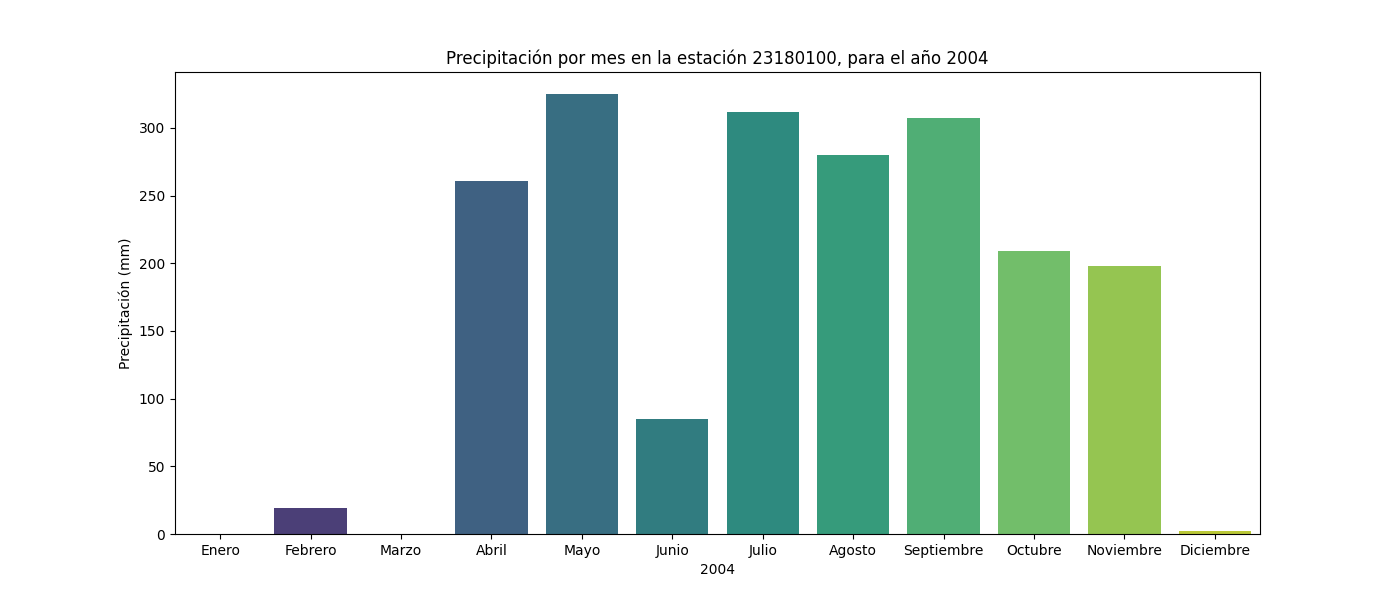 Precipitación por mes en la estación 23180100, para el año 2004
Precipitación (mm)
300
250
200
150
100
50
0
Enero Febrero Marzo Abril Mayo Junio Julio Agosto Septiembre Octubre Noviembre Diciembre
2004